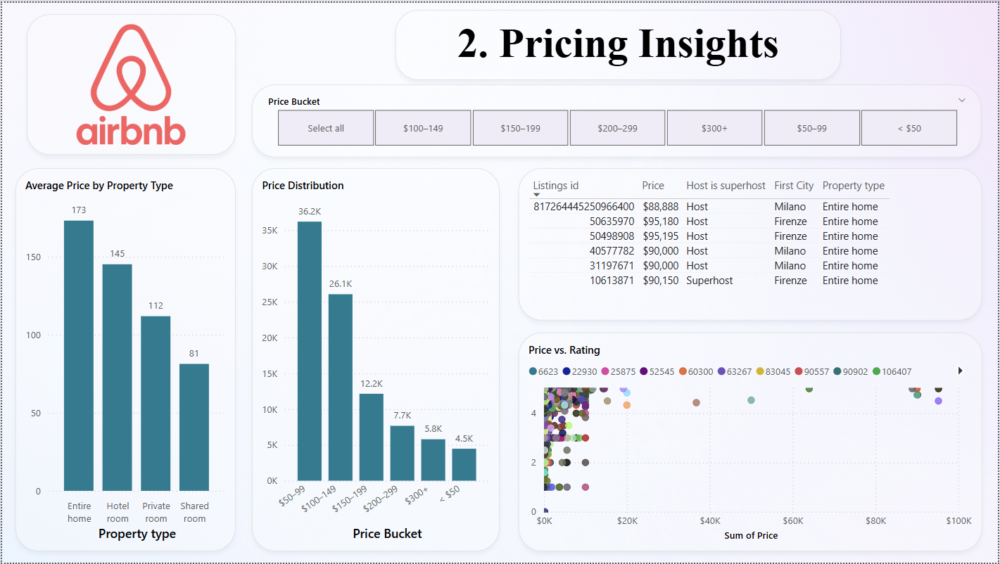 airbnb
2. Pricing Insights
Price Bucket
Select all
$100–149
$150–199
$200–299
$300+
$50–99
< $50
Average Price by Property Type
173
145
112
81
150
100
50
0
Entire home
Hotel room
Private room
Shared room
Property type
Price Distribution
36.2K
26.1K
12.2K
7.7K
5.8K
4.5K
35K
30K
25K
20K
15K
10K
5K
0K
$50–99
$100–149
$150–199
$200–299
$300+
< $50
Price Bucket
Listings id Price Host is superhost First City Property type
817264445250966400 $88,888 Host Milano Entire home
50635970 $95,180 Host Firenze Entire home
50498908 $95,195 Host Firenze Entire home
40577782 $90,000 Host Milano Entire home
31197671 $90,000 Host Milano Entire home
10613871 $90,150 Superhost Firenze Entire home
Price vs. Rating
6623 22930 25875 52545 60300 63267 83045 90557 90902 106407
4
2
0
$0K $20K $40K $60K $80K $100K
Sum of Price